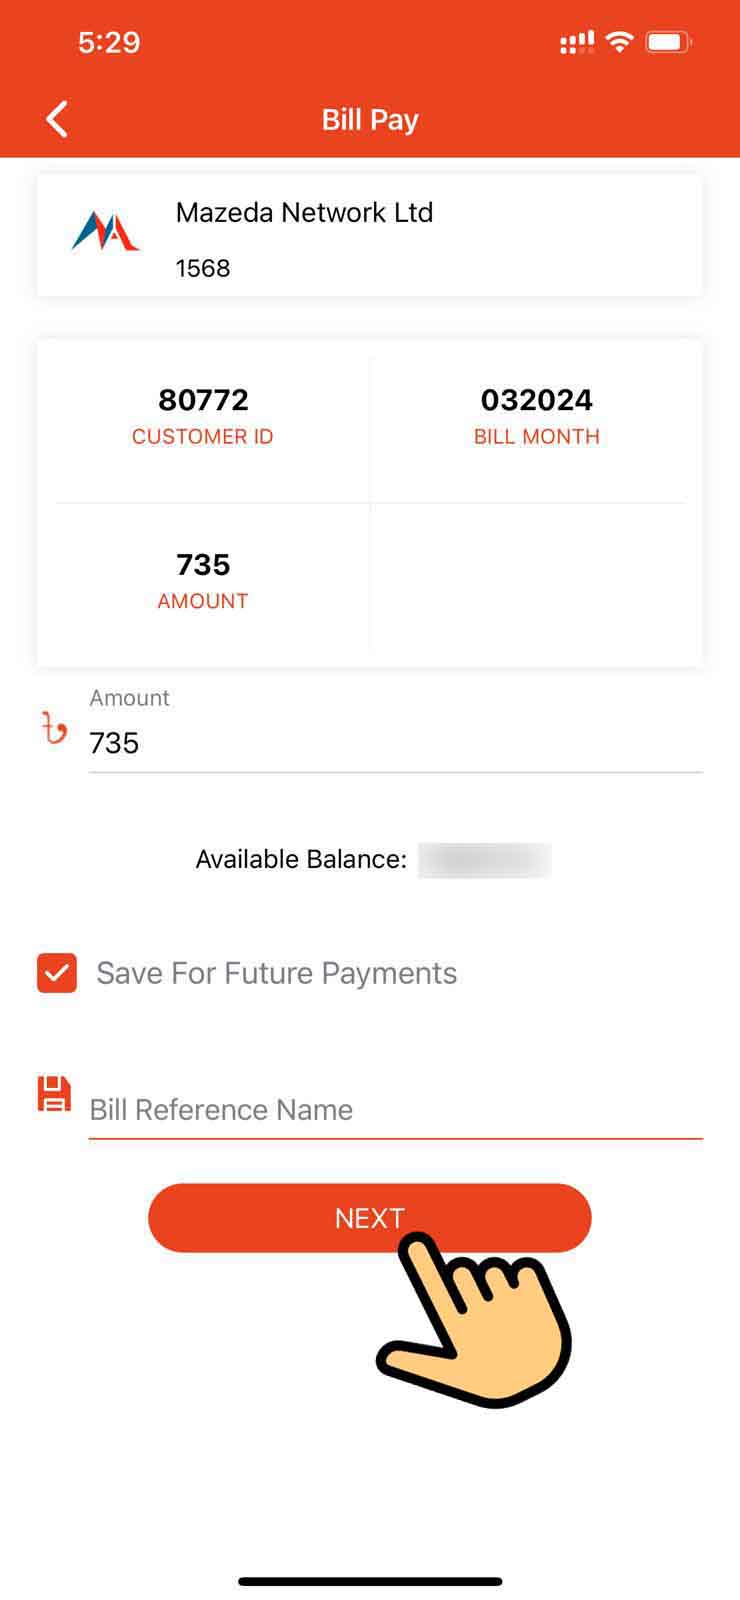 5:29
Bill Pay
Mazeda Network Ltd
1568
80772
CUSTOMER ID
032024
BILL MONTH
735
AMOUNT
Amount
৳
735
Available Balance:
Save For Future Payments
Bill Reference Name
NEXT